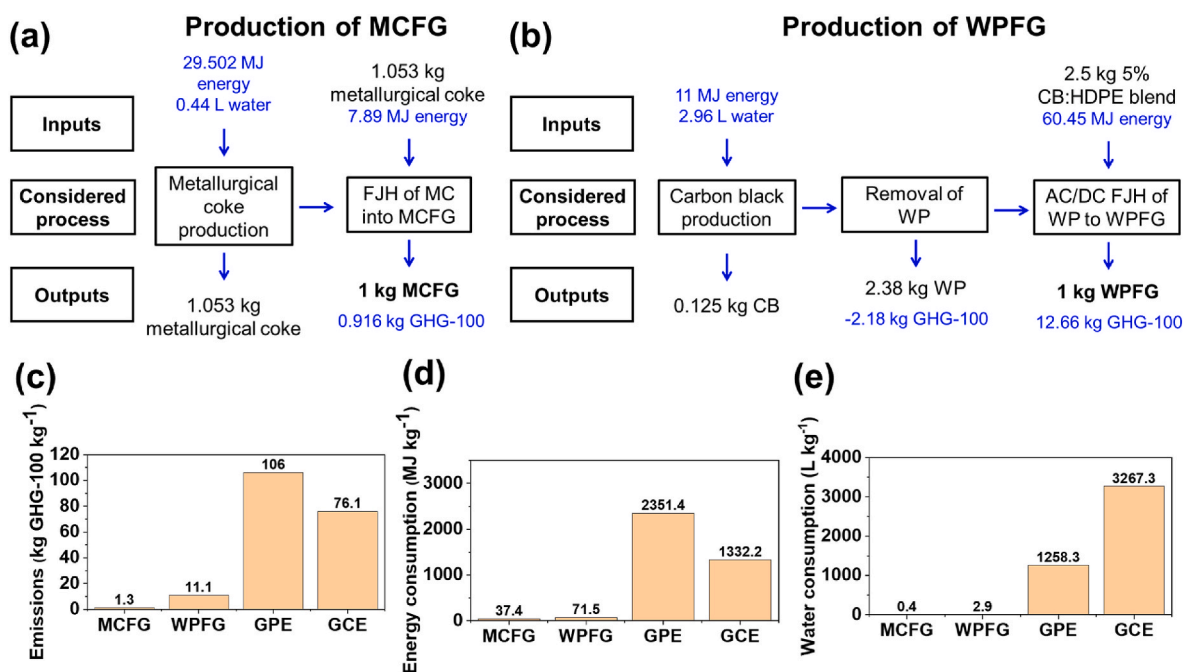 (a)
Production of MCFG
29.502 MJ
energy
0.44 L water
1.053 kg
metallurgical coke
7.89 MJ energy
Inputs
Considered
process
Metallurgical
coke
production
FJH of MC
into MCFG
Outputs
1.053 kg
metallurgical coke
1 kg MCFG
0.916 kg GHG-100
(b)
Production of WPFG
11 MJ energy
2.96 L water
2.5 kg 5%
CB:HDPE blend
60.45 MJ energy
Inputs
Considered
process
Carbon black
production
Removal of
WP
AC/DC FJH of
WP to WPFG
Outputs
0.125 kg CB
2.38 kg WP
-2.18 kg GHG-100
1 kg WPFG
12.66 kg GHG-100
(c)
Emissions (kg GHG-100 kg⁻¹)
120
100
80
60
40
20
0
1.3
11.1
106
76.1
MCFG WPFG GPE GCE
(d)
Energy consumption (MJ kg⁻¹)
3000
2000
1000
0
37.4
71.5
2351.4
1332.2
MCFG WPFG GPE GCE
(e)
Water consumption (L kg⁻¹)
4000
3000
2000
1000
0
0.4
2.9
1258.3
3267.3
MCFG WPFG GPE GCE